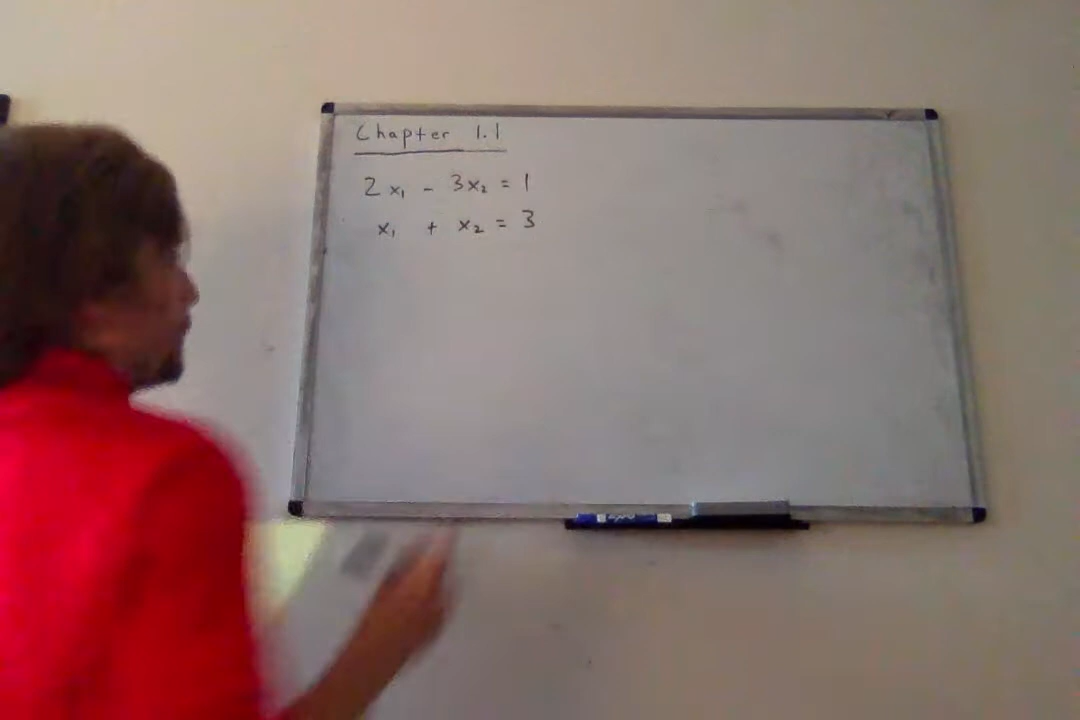 Chapter 1.1
2x₁ - 3x₂ = 1
x₁ + x₂ = 3